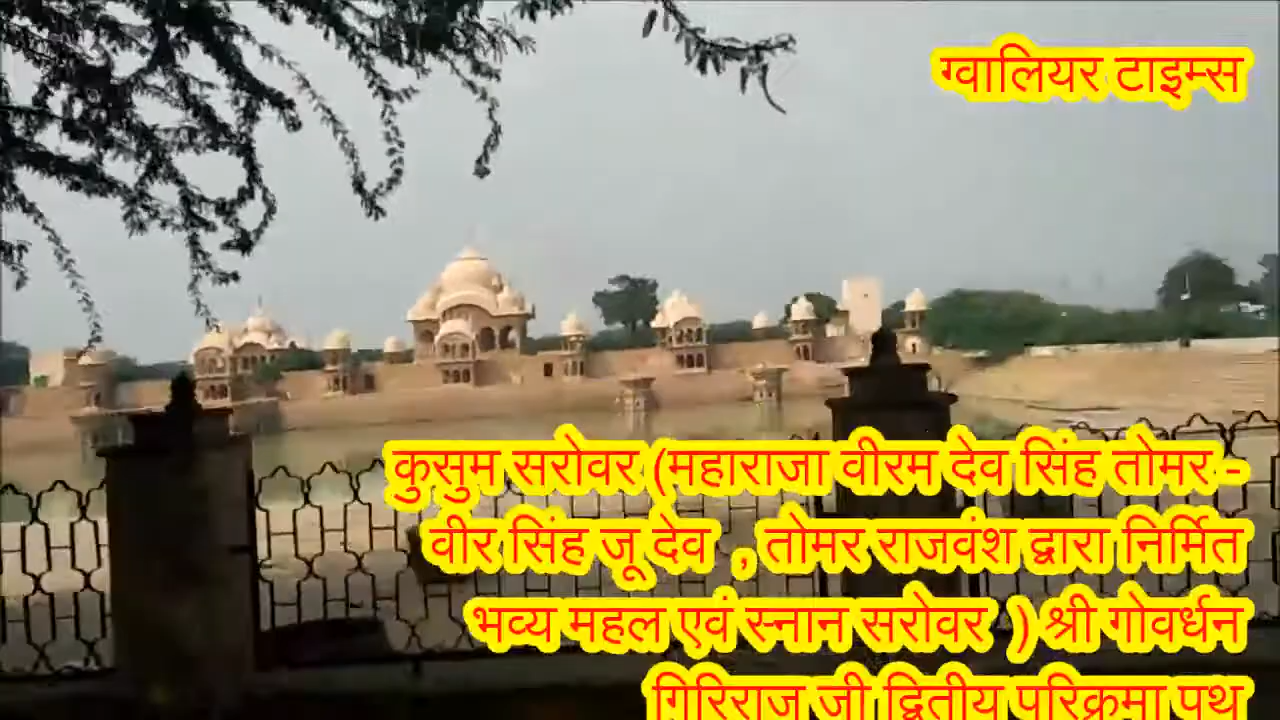 ग्वालियर टाइम्स
कुसुम सरोवर (महाराजा वीरम देव सिंह तोमर -
वीर सिंह जू देव , तोमर राजवंश द्वारा निर्मित
भव्य महल एवं स्नान सरोवर ) श्री गोवर्धन
गिरिराज जी द्वितीय परिक्रमा पथ